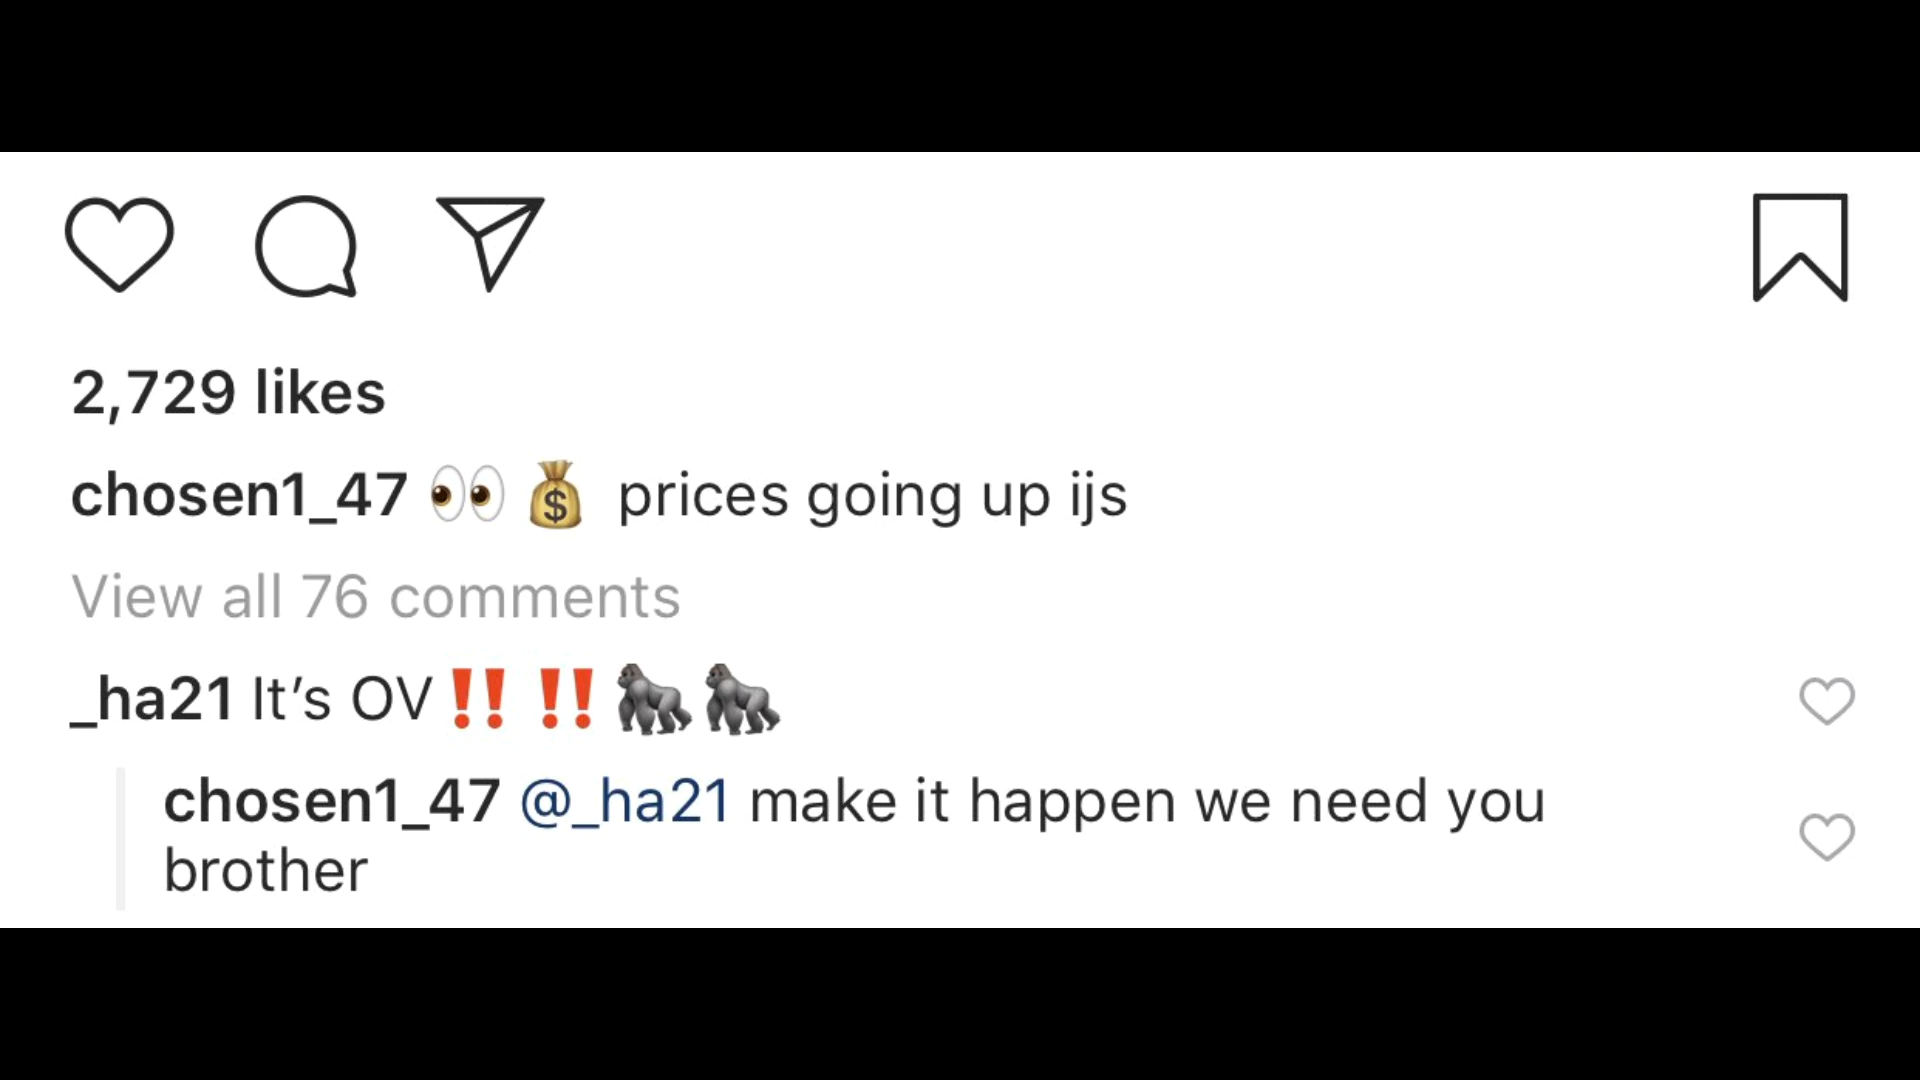 2,729 likes
chosen1_47 👀💰 prices going up ijs
View all 76 comments
_ha21 It’s OV‼️ ‼️🦍🦍
chosen1_47 @_ha21 make it happen we need you
brother